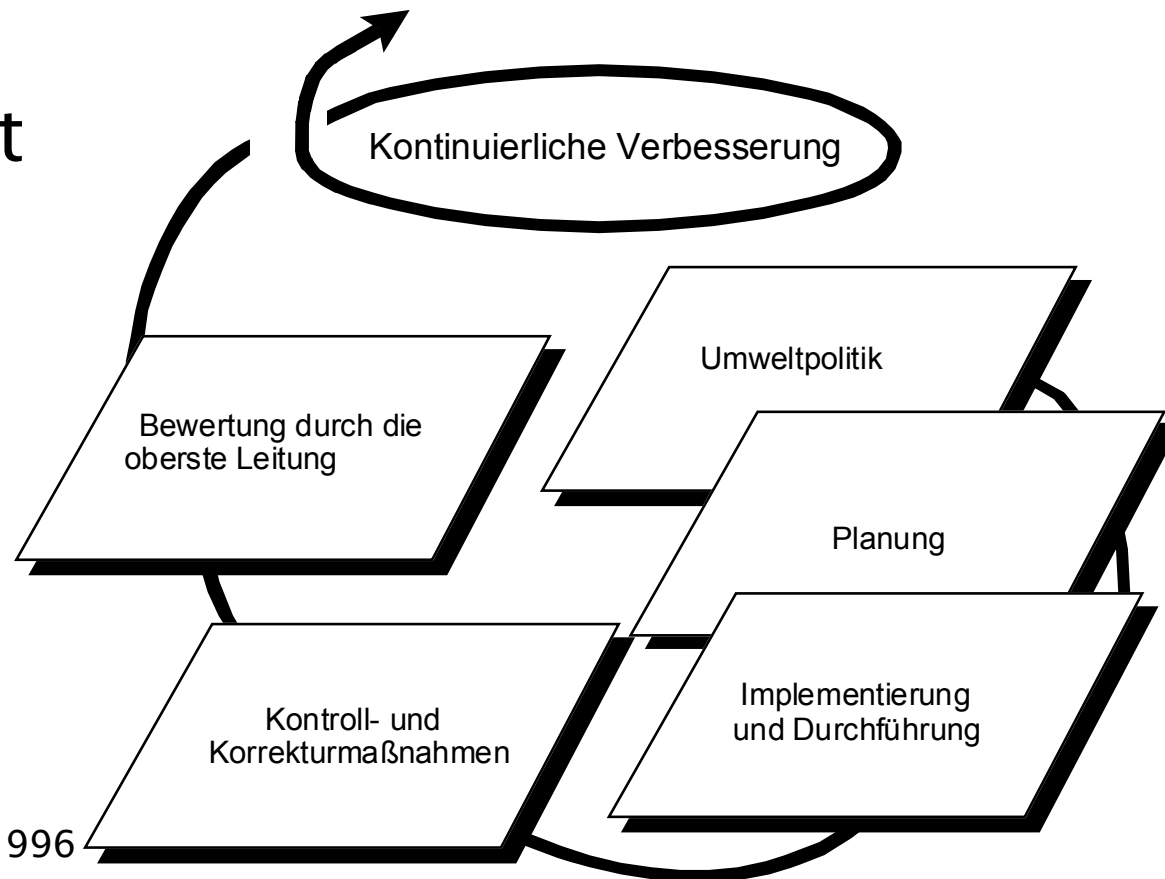 t
Kontinuierliche Verbesserung
Umweltpolitik
Bewertung durch die
oberste Leitung
Planung
Implementierung
und Durchführung
Kontroll- und
Korrekturmaßnahmen
996